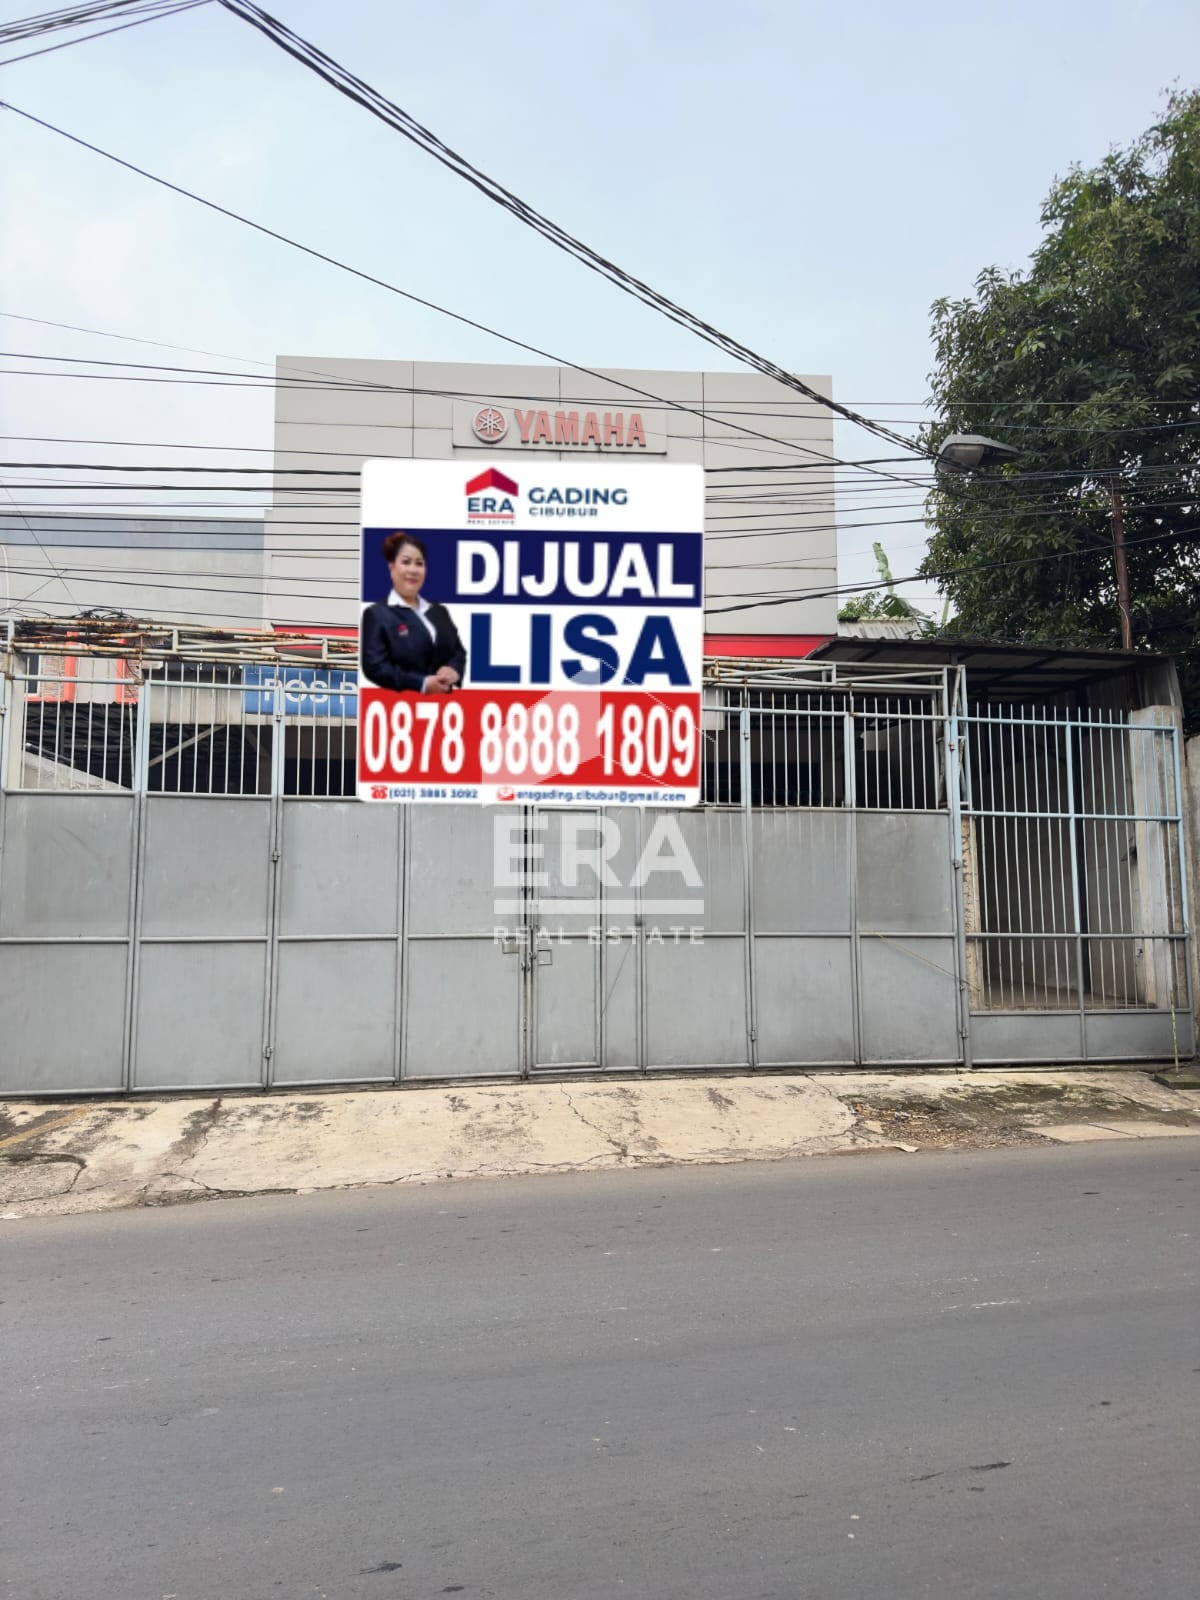 YAMAHA
ERA
REAL ESTATE
GADING
CIBUBUR
DIJUAL
LISA
POS P
0878 8888 1809
(021) 3885 3092 eragading.cibubur@gmail.com
ERA
REAL ESTATE